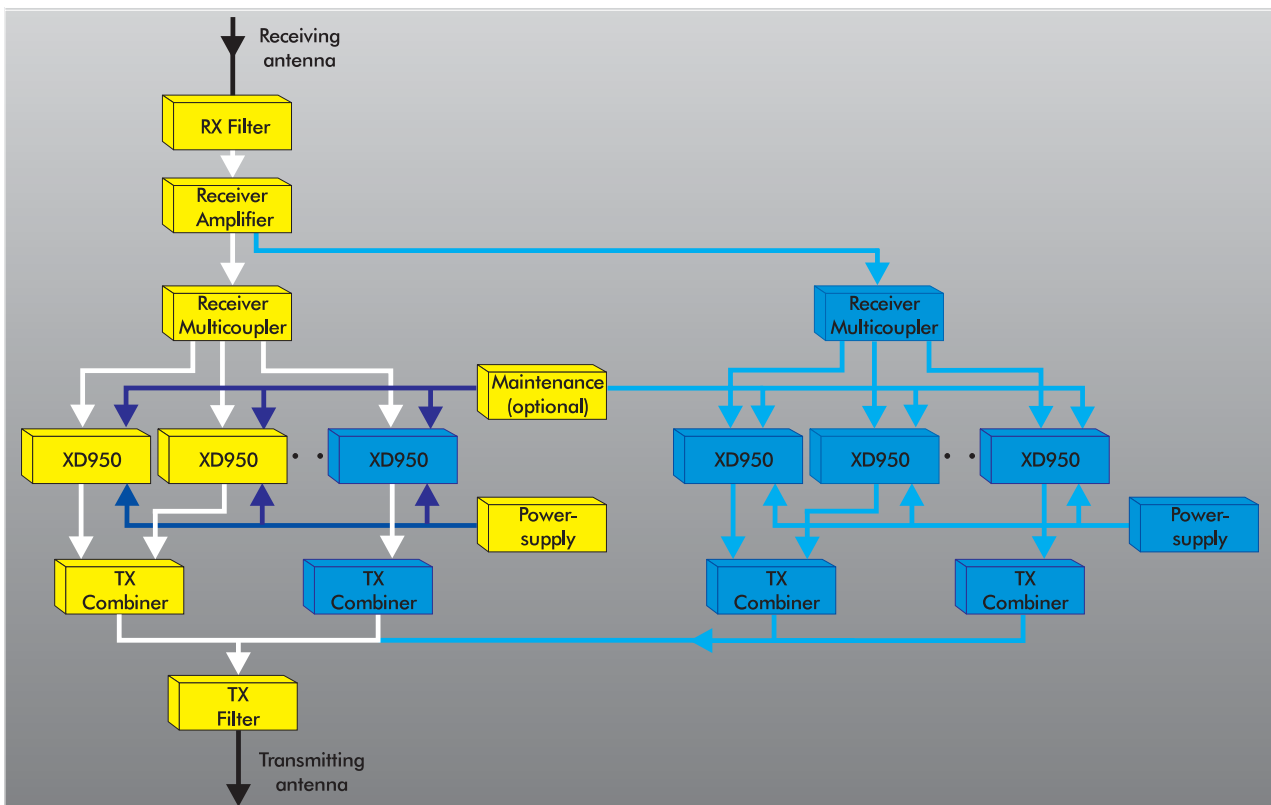 Receiving
antenna
RX Filter
Receiver
Amplifier
Receiver
Multicoupler
Receiver
Multicoupler
Maintenance
(optional)
XD950
XD950
XD950
XD950
XD950
XD950
Power-
supply
Power-
supply
TX
Combiner
TX
Combiner
TX
Combiner
TX
Combiner
TX
Filter
Transmitting
antenna